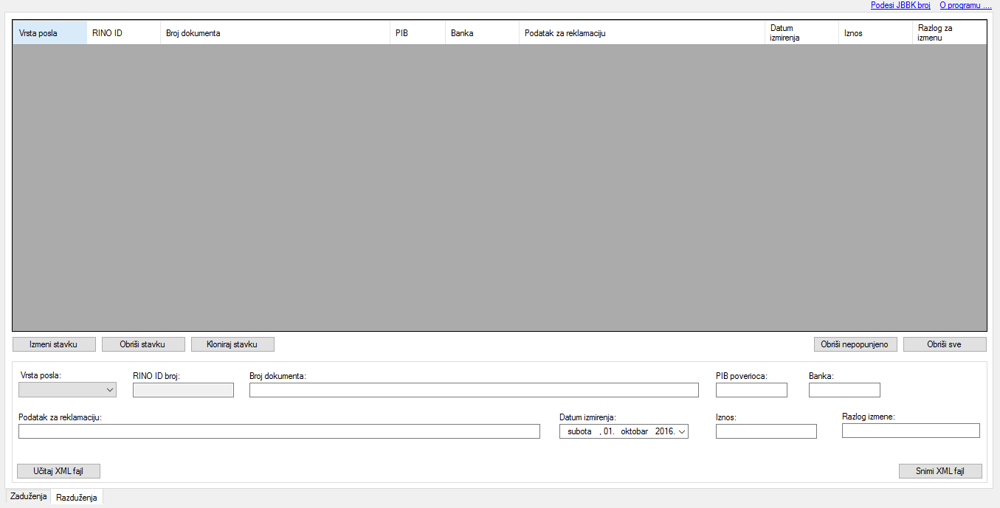 Podesi JBBK broj O programu ....
Vrsta posla RINO ID Broj dokumenta PIB Banka Podatak za reklamaciju Datum izmirenja Iznos Razlog za izmenu
Izmeni stavku Obriši stavku Kloniraj stavku Obriši nepopunjeno Obriši sve
Vrsta posla: RINO ID broj: Broj dokumenta: PIB poverioca: Banka:
Podatak za reklamaciju: Datum izmirenja: Iznos: Razlog izmene:
subota , 01. oktobar 2016.
Učitaj XML fajl Snimi XML fajl
Zaduženja Razduženja